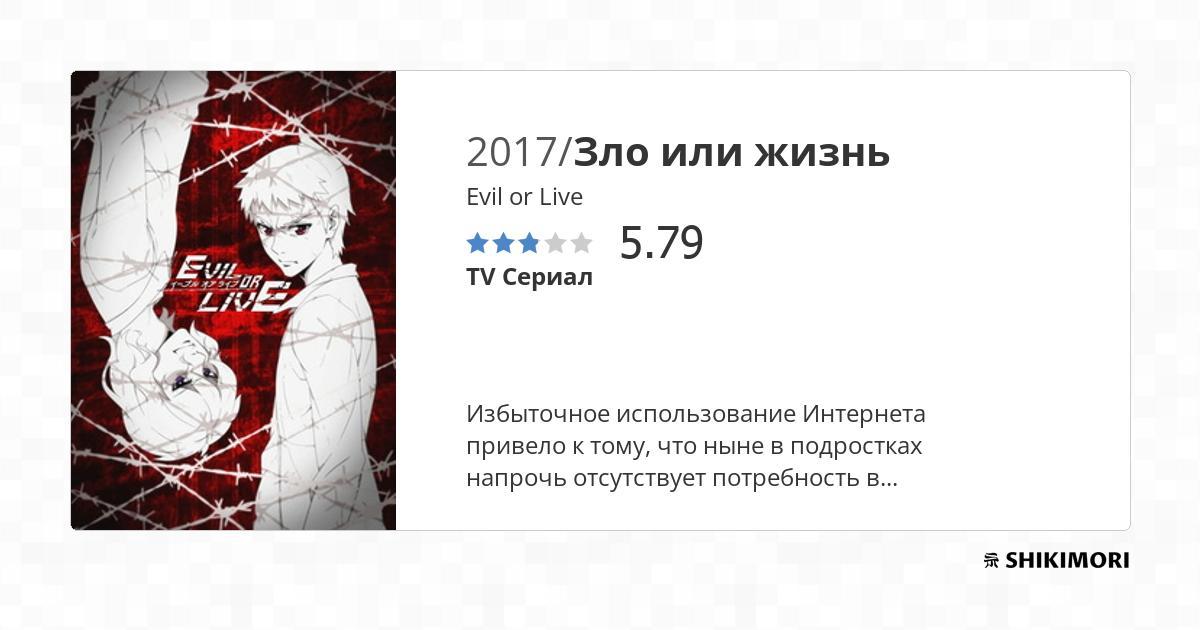 EVIL
OR
イーブル オア ライブ
LIVE
2017/Зло или жизнь
Evil or Live
5.79
TV Сериал
Избыточное использование Интернета
привело к тому, что ныне в подростках
напрочь отсутствует потребность в...
SHIKIMORI